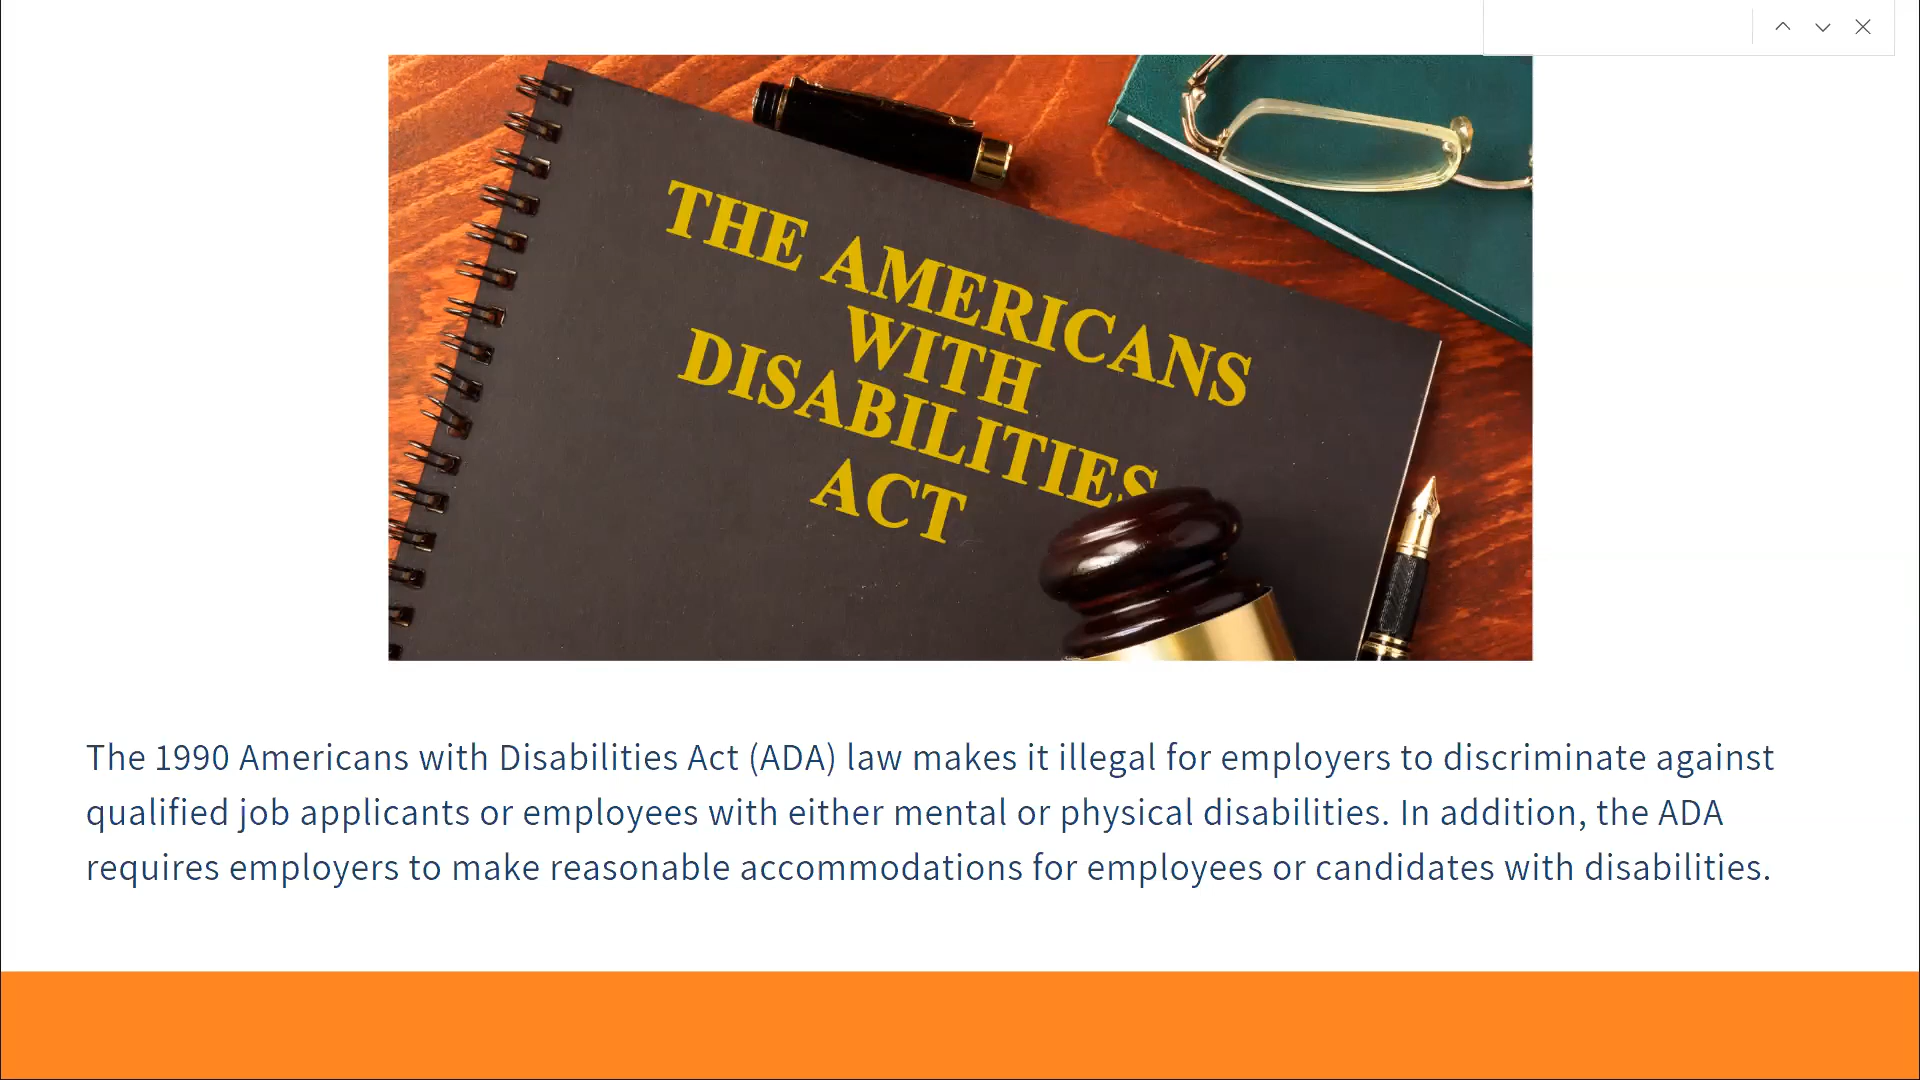 THE AMERICANS
WITH
DISABILITIES
ACT
The 1990 Americans with Disabilities Act (ADA) law makes it illegal for employers to discriminate against
qualified job applicants or employees with either mental or physical disabilities. In addition, the ADA
requires employers to make reasonable accommodations for employees or candidates with disabilities.